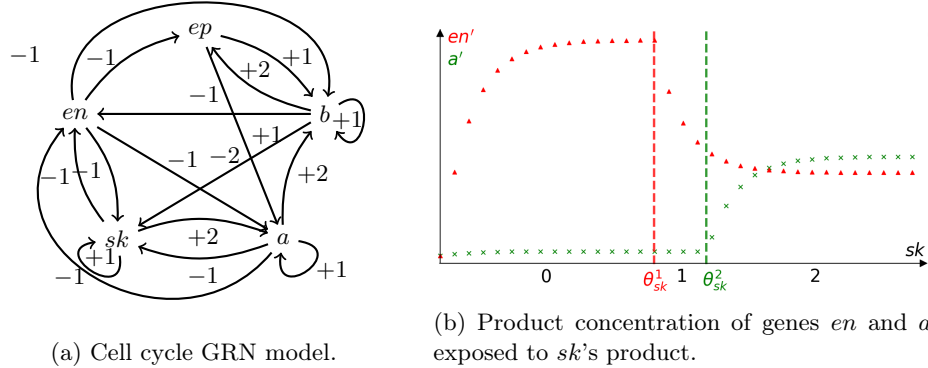 ep
−1
−1
+2
+1
−1
en
b
+1
+1
−1
−2
−1
−1
+2
sk
+2
a
+1
−1
−1
+1
(a) Cell cycle GRN model.
en′
a′
sk
0
θ¹ₛₖ
1
θ²ₛₖ
2
(b) Product concentration of genes en and a
exposed to sk's product.